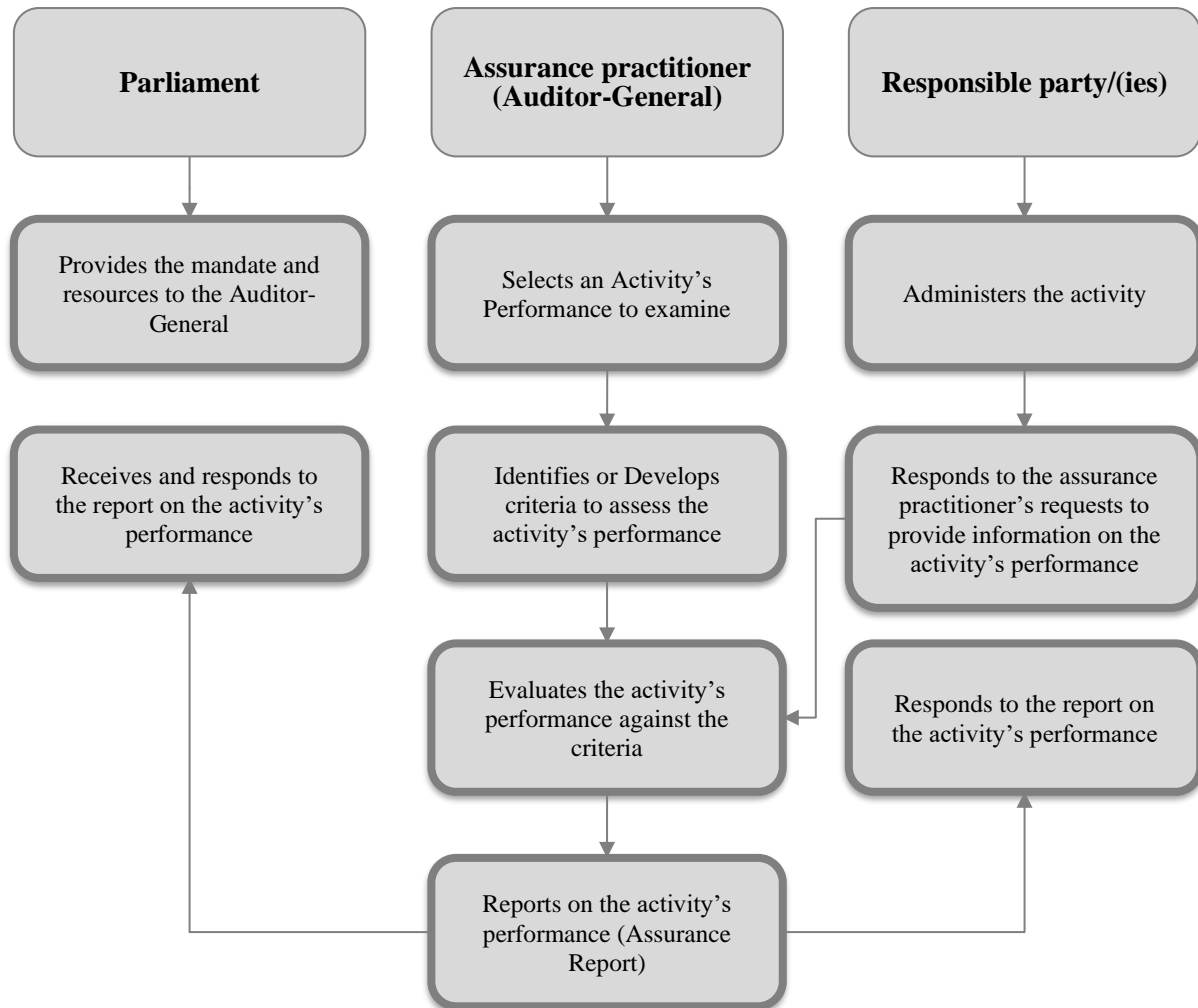 Parliament
Assurance practitioner
(Auditor-General)
Responsible party/(ies)
Provides the mandate and
resources to the Auditor-
General
Selects an Activity’s
Performance to examine
Administers the activity
Receives and responds to
the report on the activity’s
performance
Identifies or Develops
criteria to assess the
activity’s performance
Responds to the assurance
practitioner’s requests to
provide information on the
activity’s performance
Evaluates the activity’s
performance against the
criteria
Responds to the report on
the activity’s performance
Reports on the activity’s
performance (Assurance
Report)